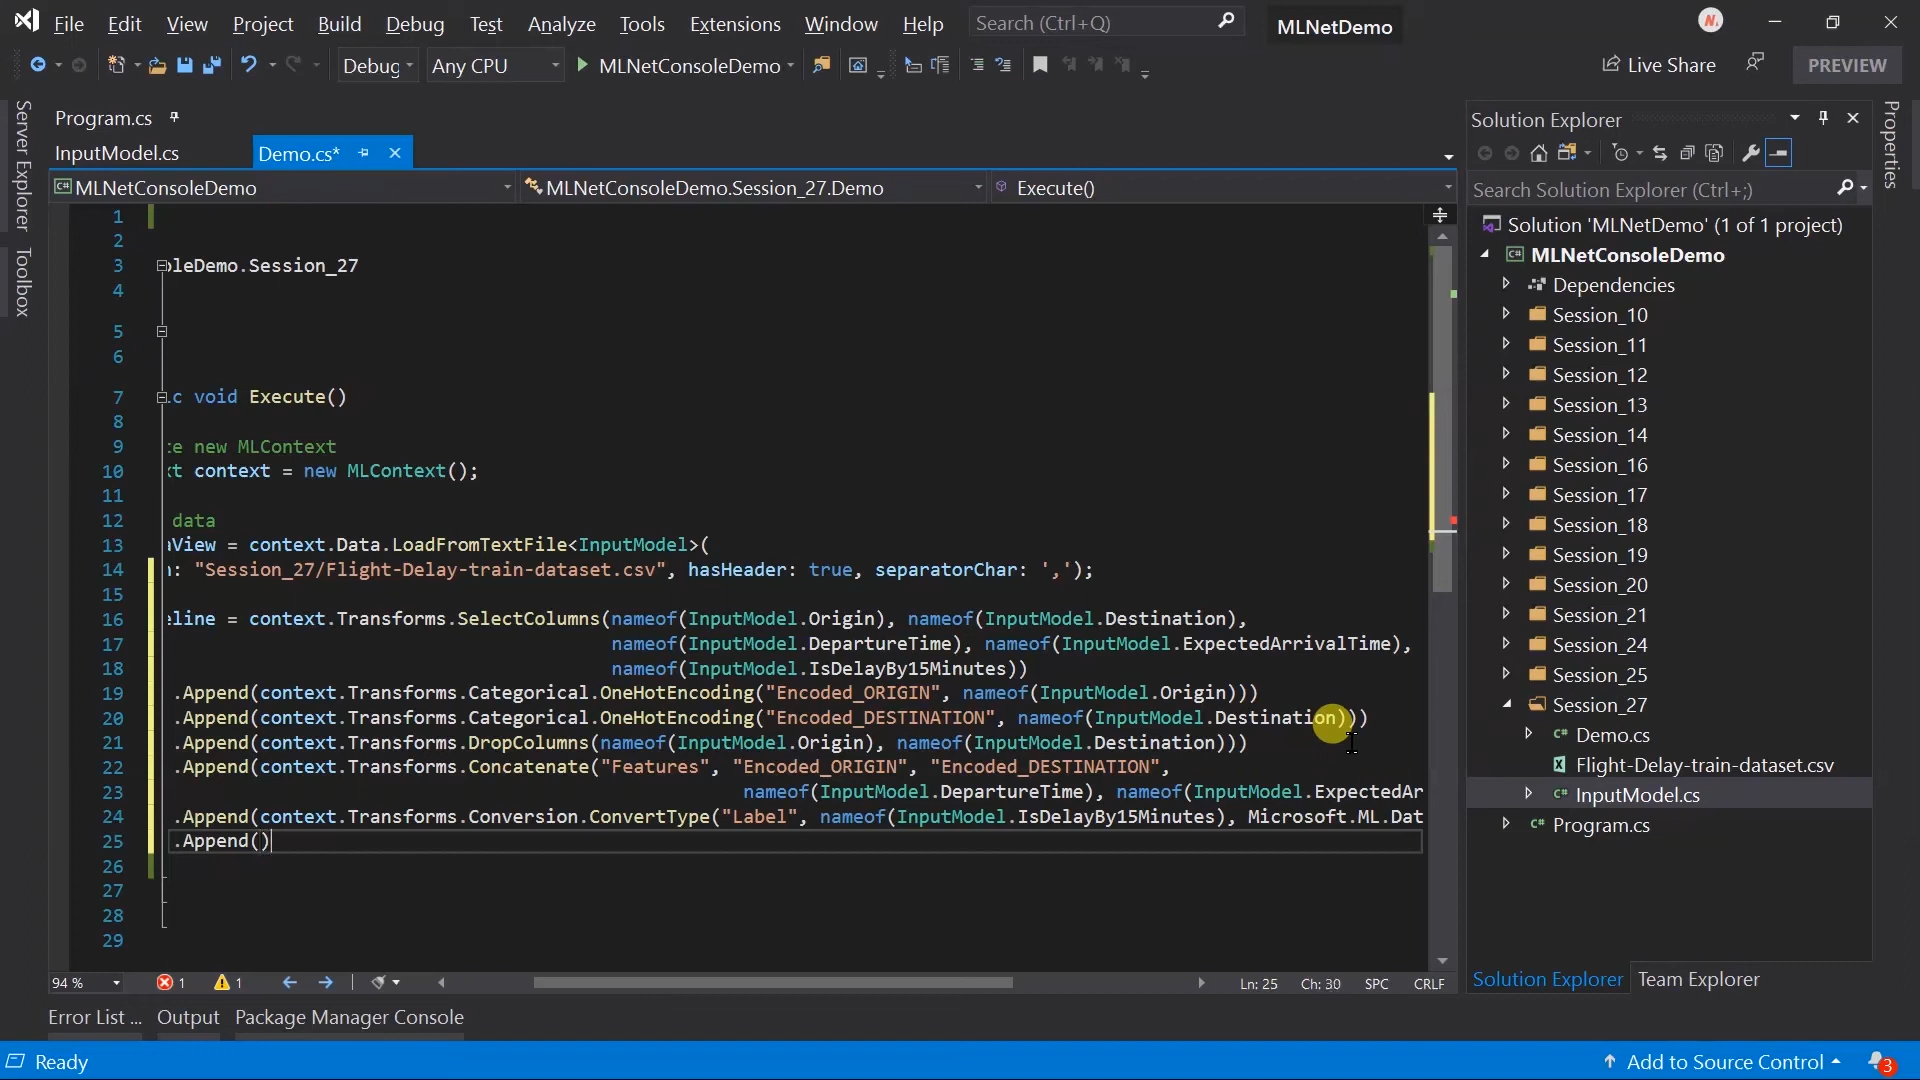 File Edit View Project Build Debug Test Analyze Tools Extensions Window Help Search (Ctrl+Q) MLNetDemo
Debug Any CPU MLNetConsoleDemo Live Share PREVIEW
Server Explorer
Toolbox
Program.cs
InputModel.cs Demo.cs*
MLNetConsoleDemo MLNetConsoleDemo.Session_27.Demo Execute()
1
2
3 oleDemo.Session_27
4
5
6
7 ic void Execute()
8
9 te new MLContext
10 xt context = new MLContext();
11
12 data
13 aView = context.Data.LoadFromTextFile<InputModel>(
14 n: "Session_27/Flight-Delay-train-dataset.csv", hasHeader: true, separatorChar: ',');
15
16 eline = context.Transforms.SelectColumns(nameof(InputModel.Origin), nameof(InputModel.Destination),
17 nameof(InputModel.DepartureTime), nameof(InputModel.ExpectedArrivalTime),
18 nameof(InputModel.IsDelayBy15Minutes))
19 .Append(context.Transforms.Categorical.OneHotEncoding("Encoded_ORIGIN", nameof(InputModel.Origin)))
20 .Append(context.Transforms.Categorical.OneHotEncoding("Encoded_DESTINATION", nameof(InputModel.Destination)))
21 .Append(context.Transforms.DropColumns(nameof(InputModel.Origin), nameof(InputModel.Destination)))
22 .Append(context.Transforms.Concatenate("Features", "Encoded_ORIGIN", "Encoded_DESTINATION",
23 nameof(InputModel.DepartureTime), nameof(InputModel.ExpectedAr
24 .Append(context.Transforms.Conversion.ConvertType("Label", nameof(InputModel.IsDelayBy15Minutes), Microsoft.ML.Dat
25 .Append()
26
27
28
29
94 % 1 1 Ln: 25 Ch: 30 SPC CRLF
Error List ... Output Package Manager Console
Solution Explorer
Search Solution Explorer (Ctrl+;)
Solution 'MLNetDemo' (1 of 1 project)
MLNetConsoleDemo
Dependencies
Session_10
Session_11
Session_12
Session_13
Session_14
Session_16
Session_17
Session_18
Session_19
Session_20
Session_21
Session_24
Session_25
Session_27
Demo.cs
Flight-Delay-train-dataset.csv
InputModel.cs
Program.cs
Solution Explorer Team Explorer
Properties
Ready Add to Source Control 3